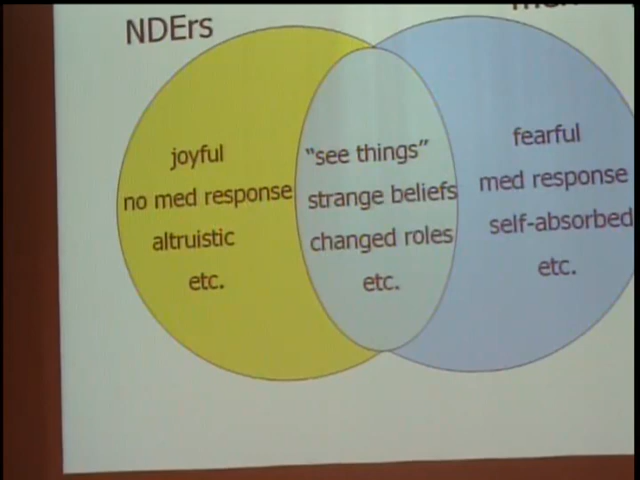 NDErs
joyful
no med response
altruistic
etc.
"see things"
strange beliefs
changed roles
etc.
fearful
med response
self-absorbed
etc.